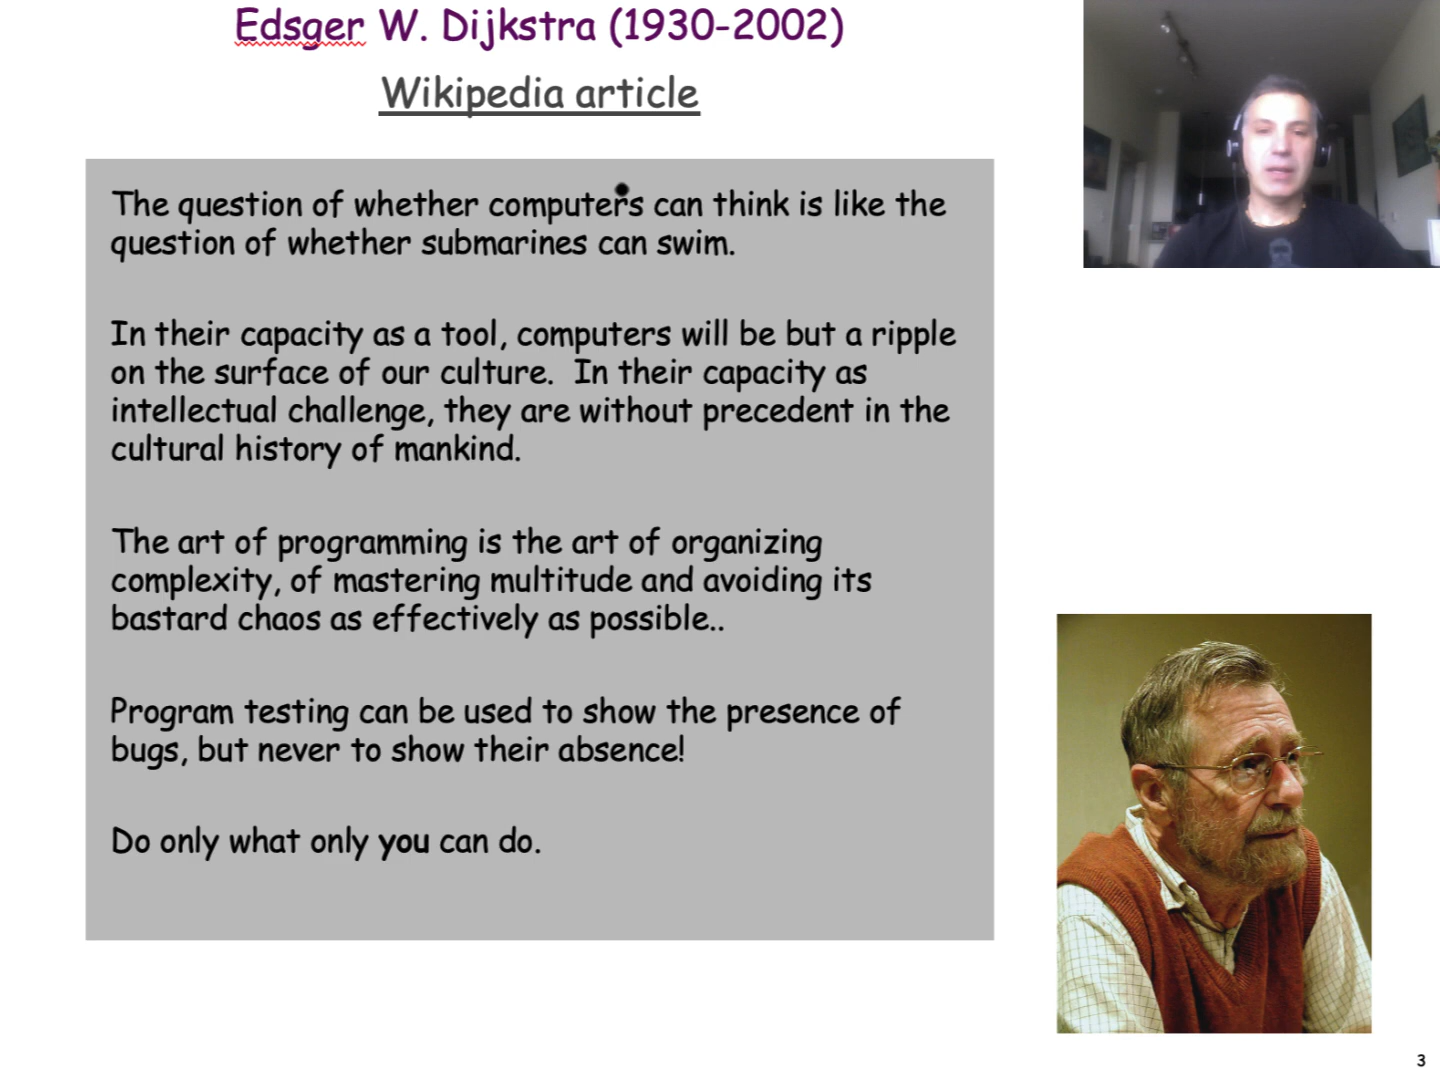 Edsger W. Dijkstra (1930-2002)
Wikipedia article
The question of whether computers can think is like the
question of whether submarines can swim.
In their capacity as a tool, computers will be but a ripple
on the surface of our culture.  In their capacity as
intellectual challenge, they are without precedent in the
cultural history of mankind.
The art of programming is the art of organizing
complexity, of mastering multitude and avoiding its
bastard chaos as effectively as possible..
Program testing can be used to show the presence of
bugs, but never to show their absence!
Do only what only you can do.
3